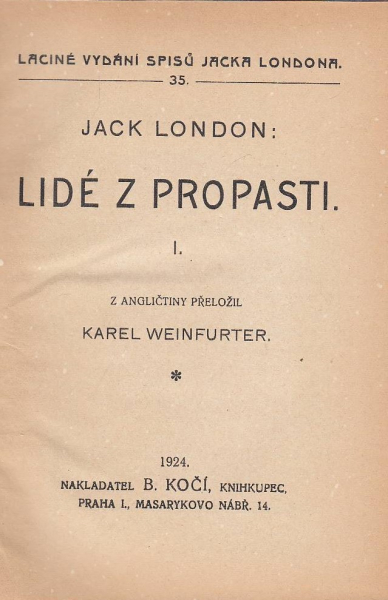 LACINÉ VYDÁNÍ SPISŮ JACKA LONDONA.
35.
JACK LONDON:
LIDÉ Z PROPASTI.
I.
Z ANGLIČTINY PŘELOŽIL
KAREL WEINFURTER.
*
1924.
NAKLADATEL B. KOČÍ, KNIHKUPEC,
PRAHA I., MASARYKOVO NÁBŘ. 14.